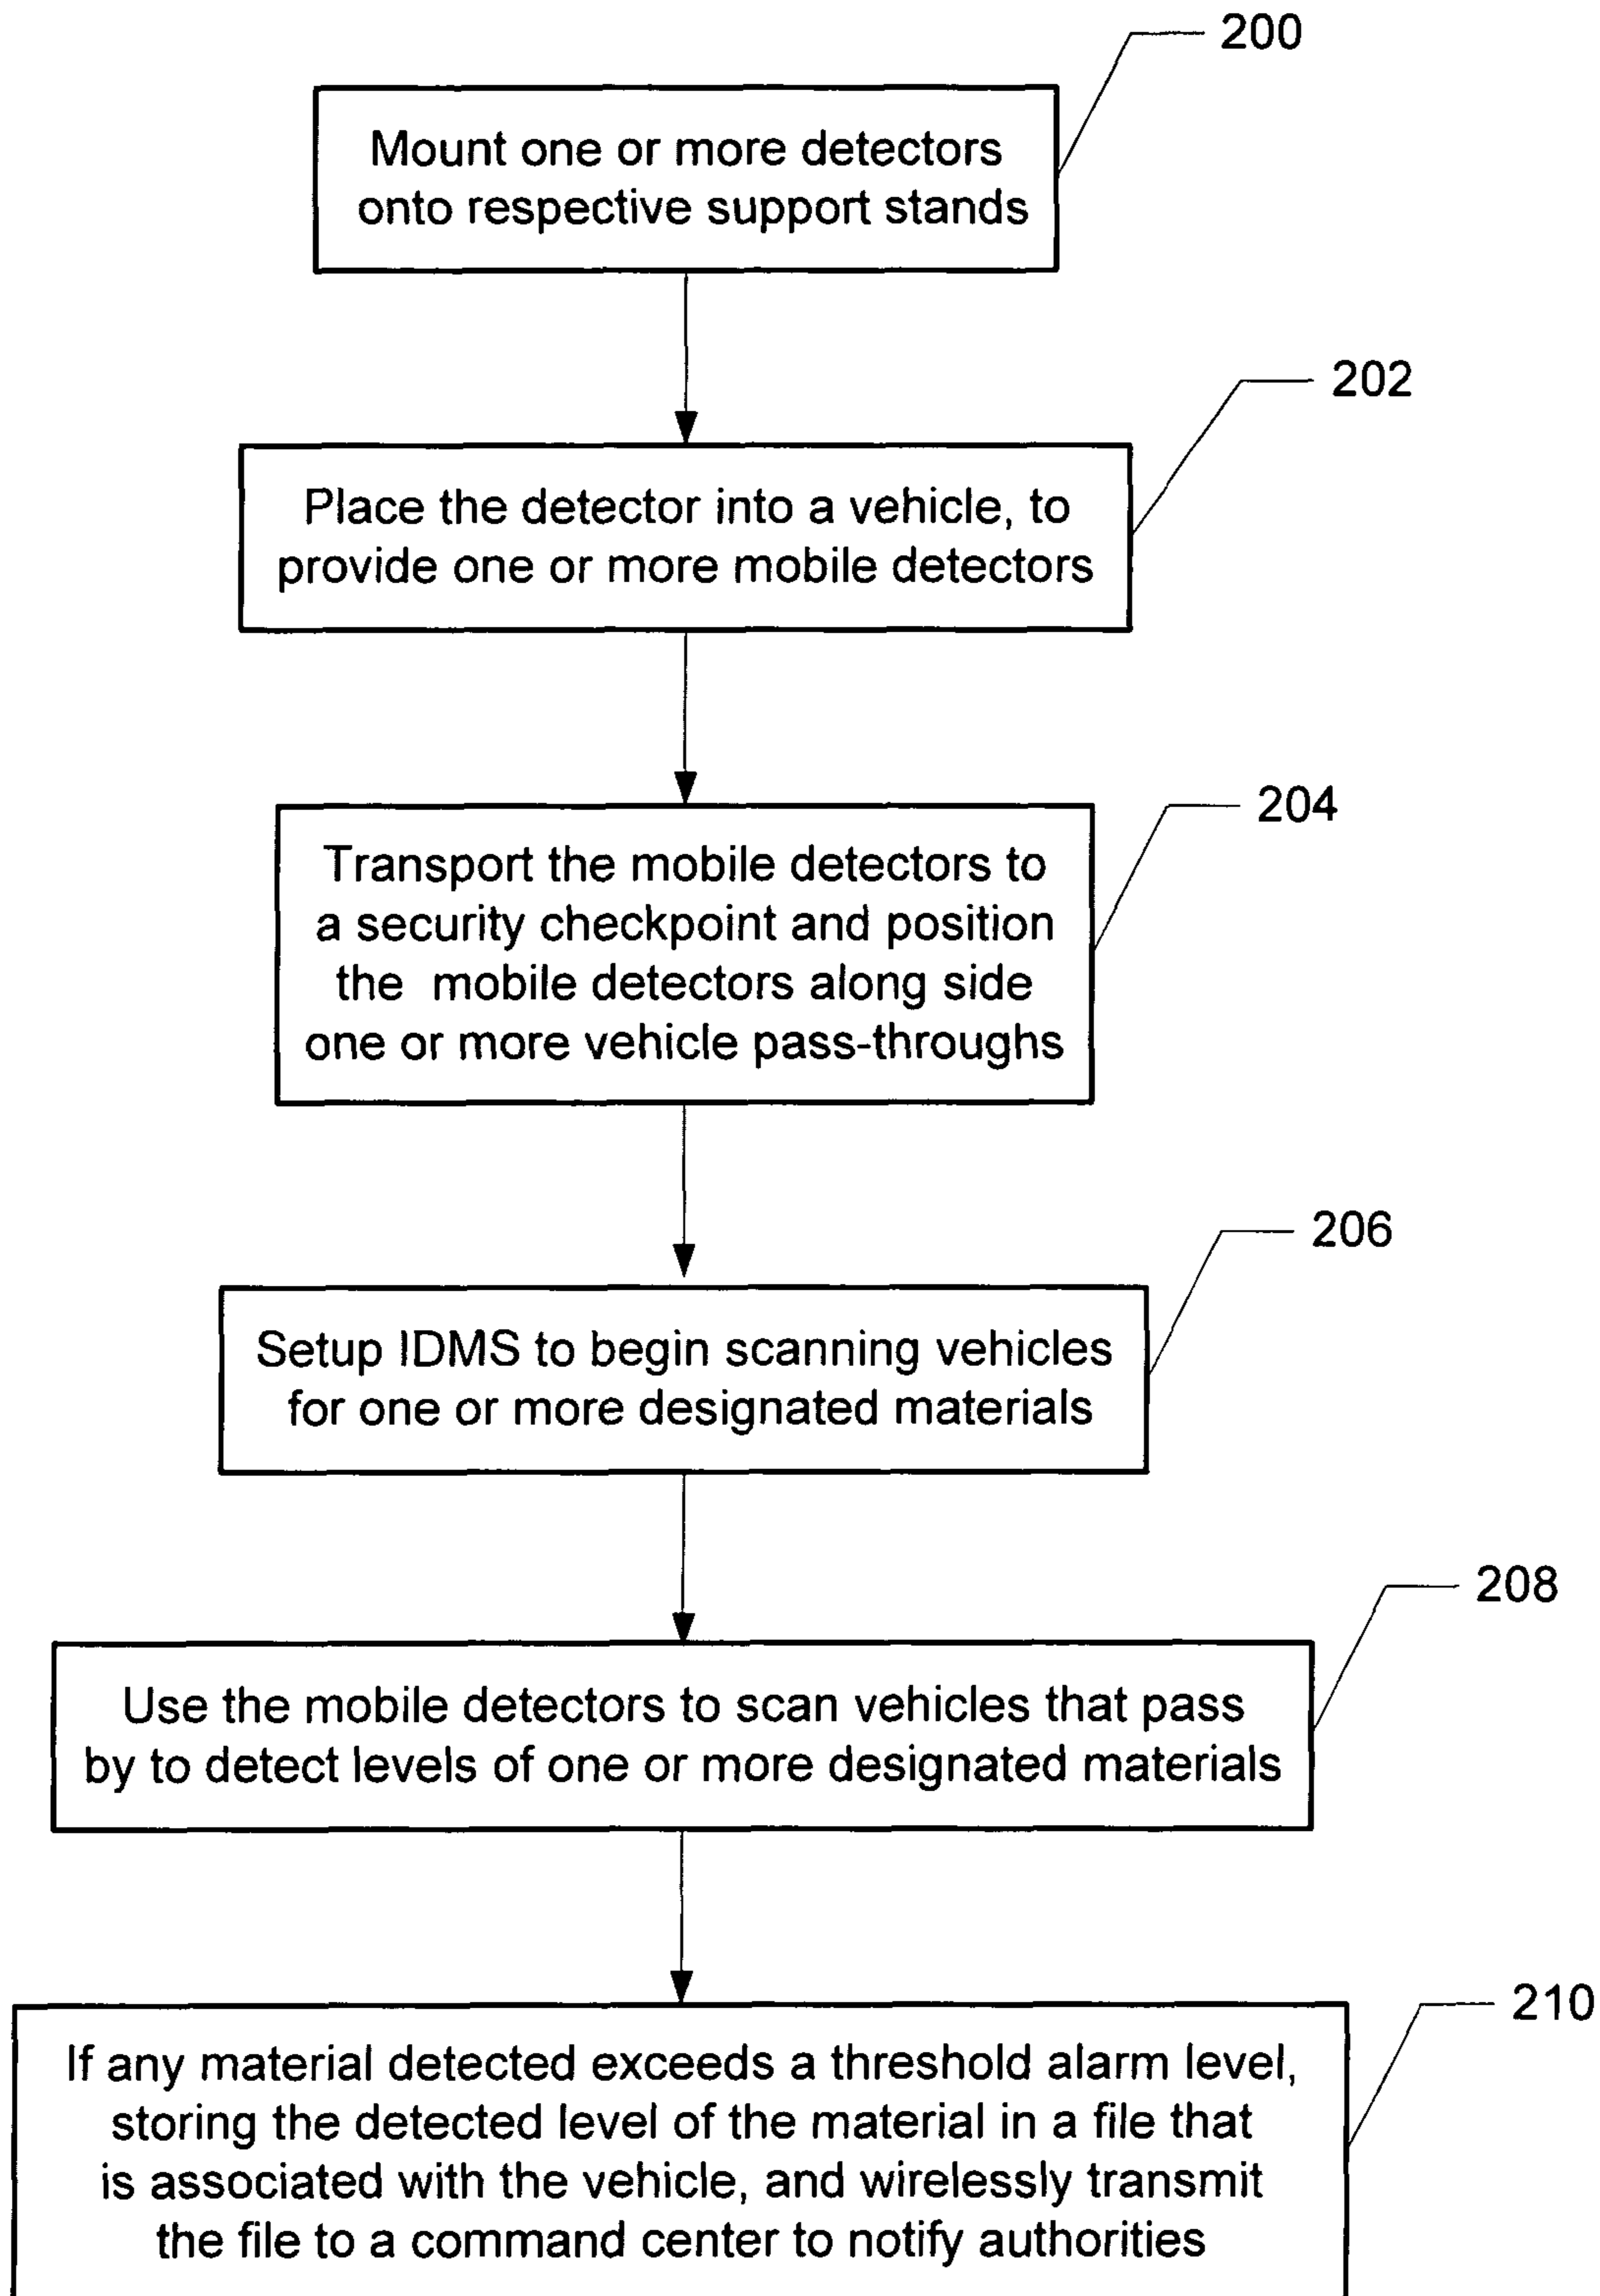 200
Mount one or more detectors
onto respective support stands
202
Place the detector into a vehicle, to
provide one or more mobile detectors
204
Transport the mobile detectors to
a security checkpoint and position
the mobile detectors along side
one or more vehicle pass-throughs
206
Setup IDMS to begin scanning vehicles
for one or more designated materials
208
Use the mobile detectors to scan vehicles that pass
by to detect levels of one or more designated materials
210
If any material detected exceeds a threshold alarm level,
storing the detected level of the material in a file that
is associated with the vehicle, and wirelessly transmit
the file to a command center to notify authorities